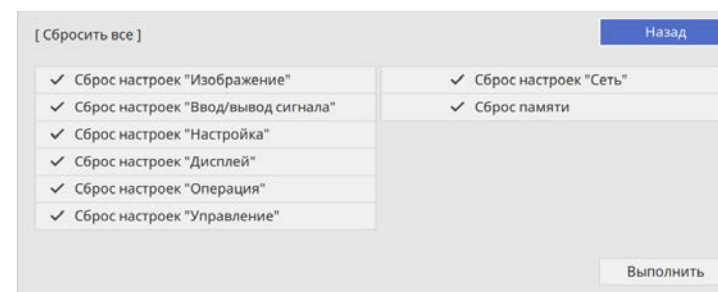 [ Сбросить все ]
Назад
✓ Сброс настроек "Изображение"
✓ Сброс настроек "Ввод/вывод сигнала"
✓ Сброс настроек "Настройка"
✓ Сброс настроек "Дисплей"
✓ Сброс настроек "Операция"
✓ Сброс настроек "Управление"
✓ Сброс настроек "Сеть"
✓ Сброс памяти
Выполнить